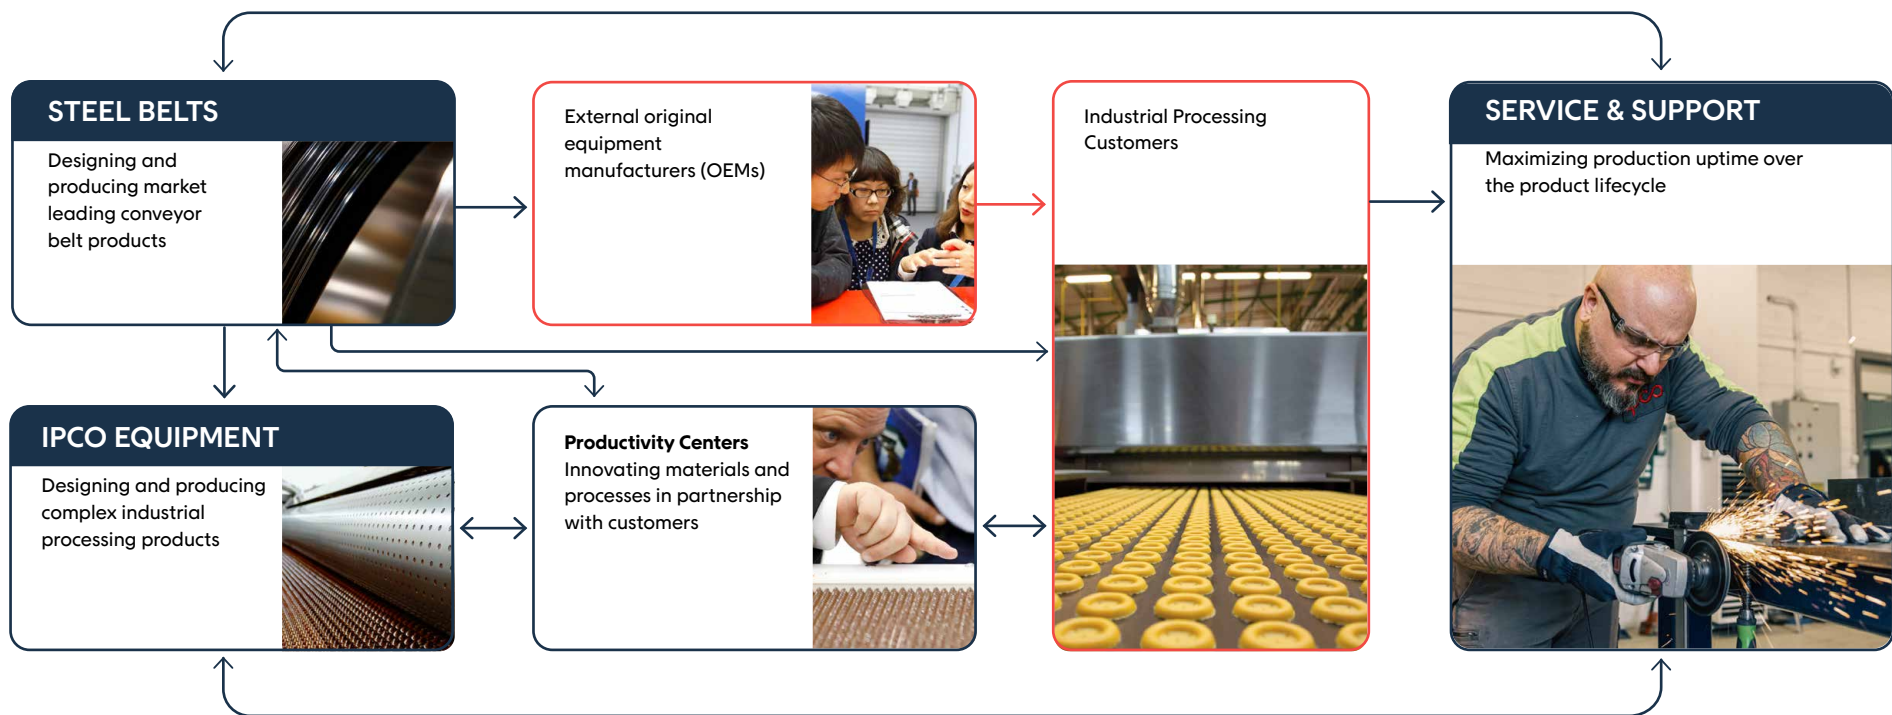 STEEL BELTS
Designing and
producing market
leading conveyor
belt products
External original
equipment
manufacturers (OEMs)
Industrial Processing
Customers
SERVICE & SUPPORT
Maximizing production uptime over
the product lifecycle
IPCO EQUIPMENT
Designing and producing
complex industrial
processing products
Productivity Centers
Innovating materials and
processes in partnership
with customers